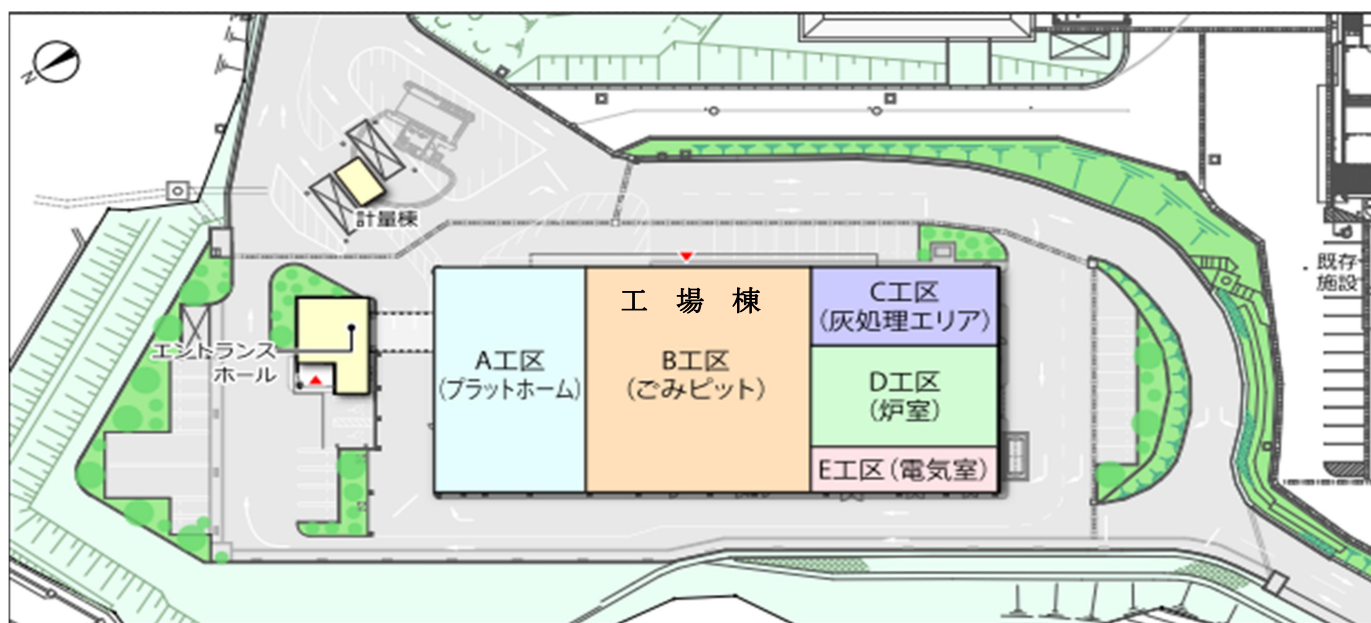 N
計量棟
既存
施設
工 場 棟
C工区
(灰処理エリア)
エントランス
ホール
A工区
(プラットホーム)
B工区
(ごみピット)
D工区
(炉室)
E工区(電気室)